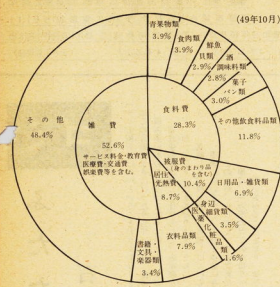 (49年10月)
青果物類
3.9%
食肉類
3.9%
鮮魚
貝類
2.9%
酒
調味料類
2.8%
菓子
パン類
3.0%
その他飲食料品類
11.8%
食料費
28.3%
その他
48.4%
雑費
52.6%
サービス料金・教育費
医療費・交通費
娯楽費等を含む。
被服費
(身のまわり品
を含む)
10.4%
居住
光熱費
8.7%
日用品・雑貨類
6.9%
身辺
雑貨類
3.5%
医薬
化粧品類
1.6%
衣料品類
7.9%
書籍・
文具・
楽器類
3.4%